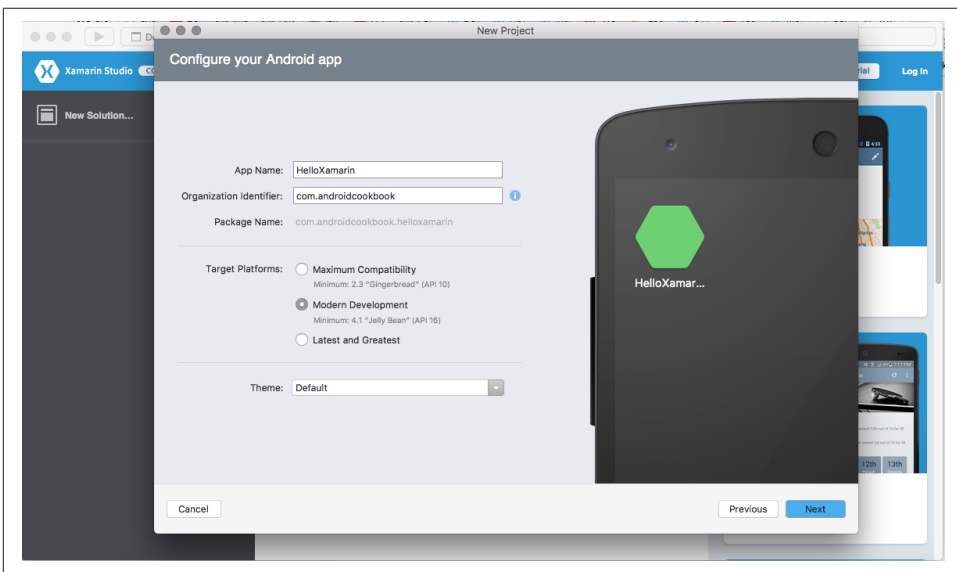 New Project
Configure your Android app
Xamarin Studio
Log In
New Solution...
App Name: HelloXamarin
Organization Identifier: com.androidcookbook
Package Name: com.androidcookbook.helloxamarin
Target Platforms: Maximum Compatibility
Minimum: 2.3 "Gingerbread" (API 10)
Modern Development
Minimum: 4.1 "Jelly Bean" (API 16)
Latest and Greatest
Theme: Default
HelloXamar...
12th 13th
Cancel
Previous
Next